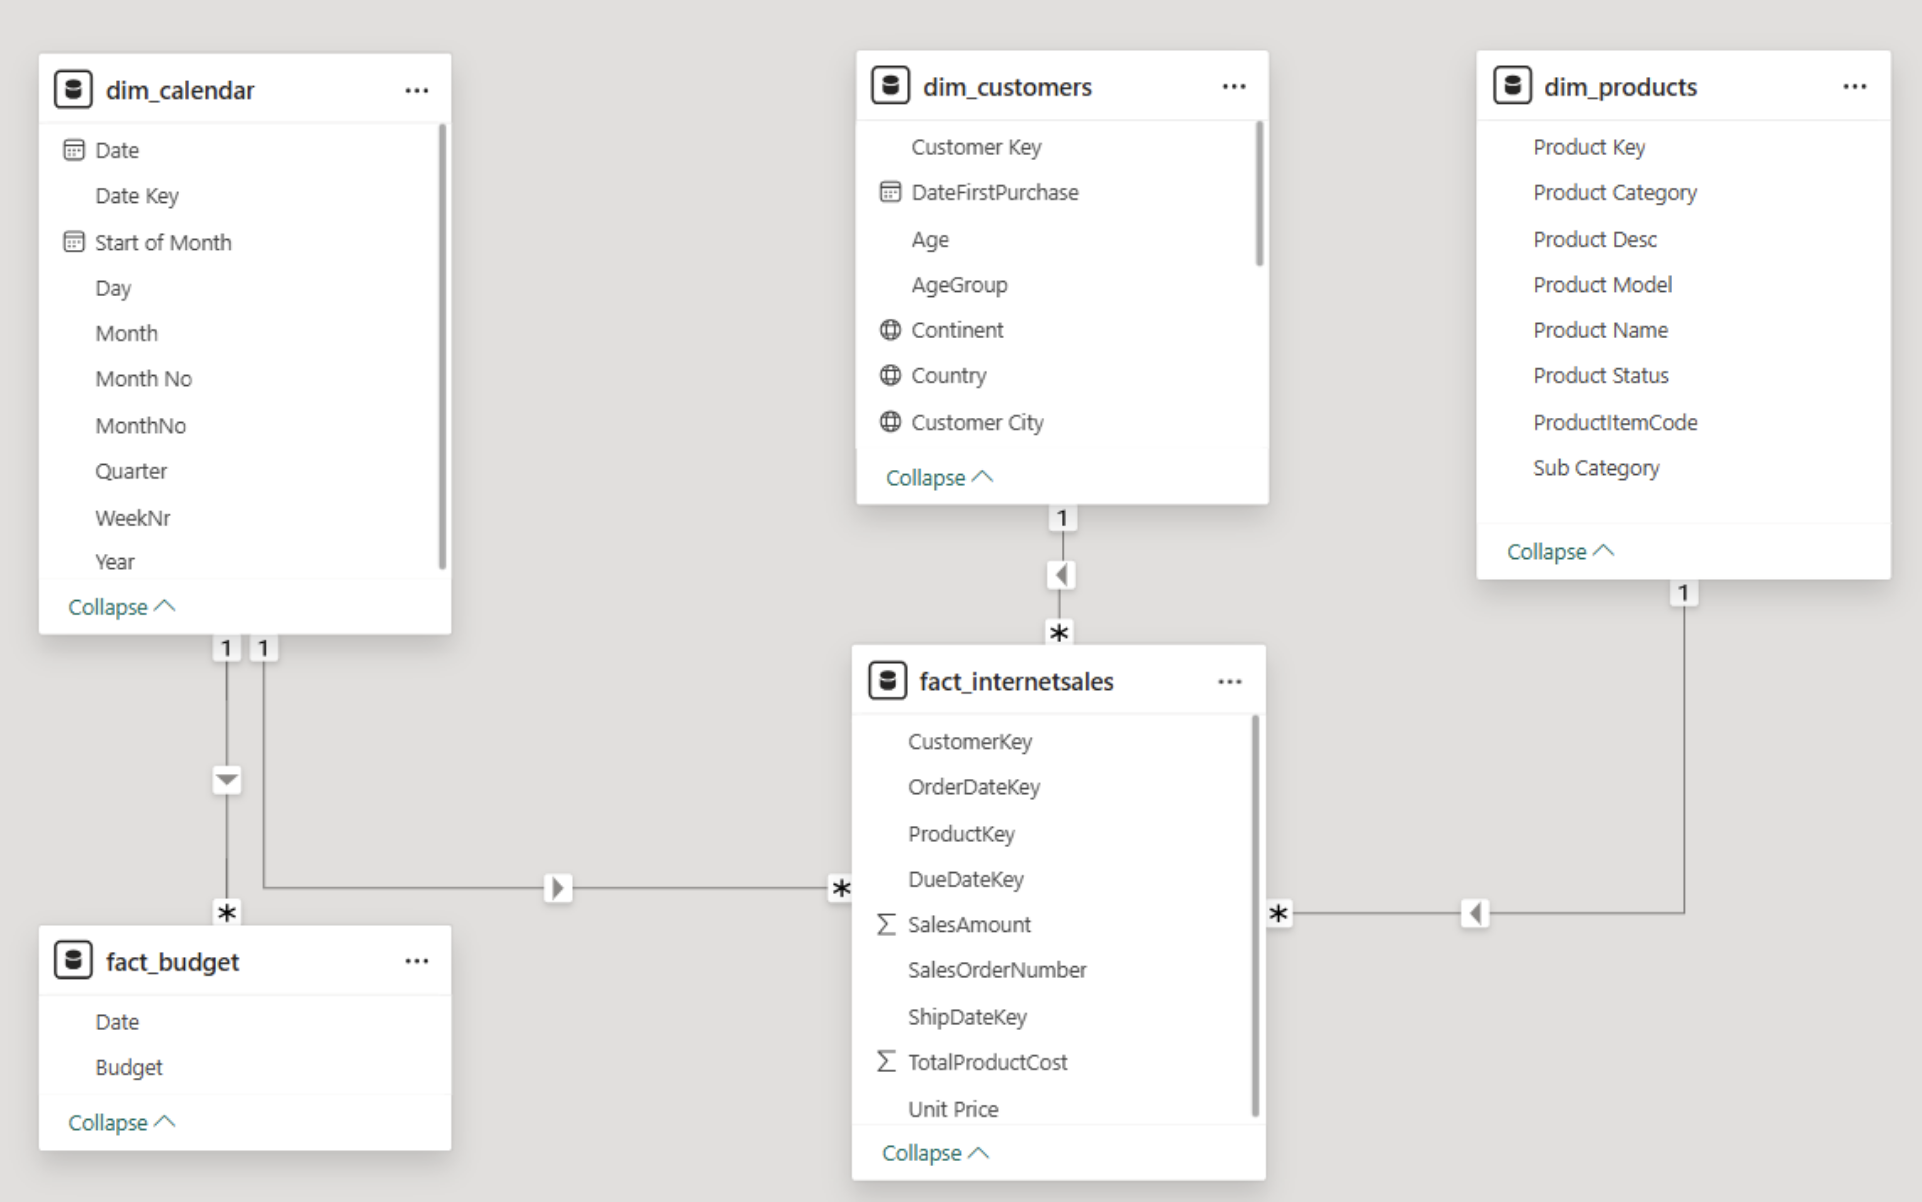 dim_calendar
Date
Date Key
Start of Month
Day
Month
Month No
MonthNo
Quarter
WeekNr
Year
Collapse
1
1
*
*
dim_customers
Customer Key
DateFirstPurchase
Age
AgeGroup
Continent
Country
Customer City
Collapse
1
*
dim_products
Product Key
Product Category
Product Desc
Product Model
Product Name
Product Status
ProductItemCode
Sub Category
Collapse
1
*
fact_budget
Date
Budget
Collapse
fact_internetsales
CustomerKey
OrderDateKey
ProductKey
DueDateKey
∑ SalesAmount
SalesOrderNumber
ShipDateKey
∑ TotalProductCost
Unit Price
Collapse